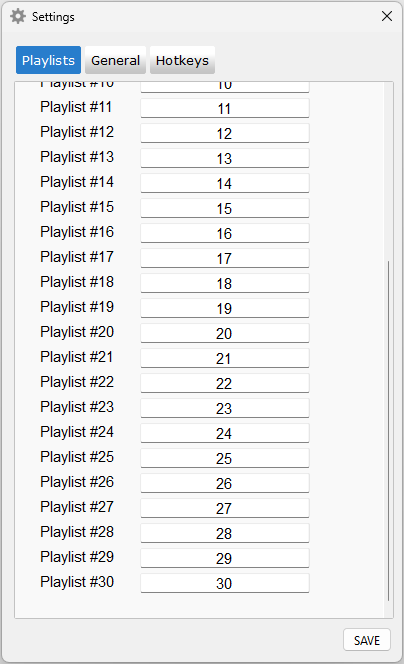 Settings
Playlists General Hotkeys
Playlist #10 10
Playlist #11 11
Playlist #12 12
Playlist #13 13
Playlist #14 14
Playlist #15 15
Playlist #16 16
Playlist #17 17
Playlist #18 18
Playlist #19 19
Playlist #20 20
Playlist #21 21
Playlist #22 22
Playlist #23 23
Playlist #24 24
Playlist #25 25
Playlist #26 26
Playlist #27 27
Playlist #28 28
Playlist #29 29
Playlist #30 30
SAVE